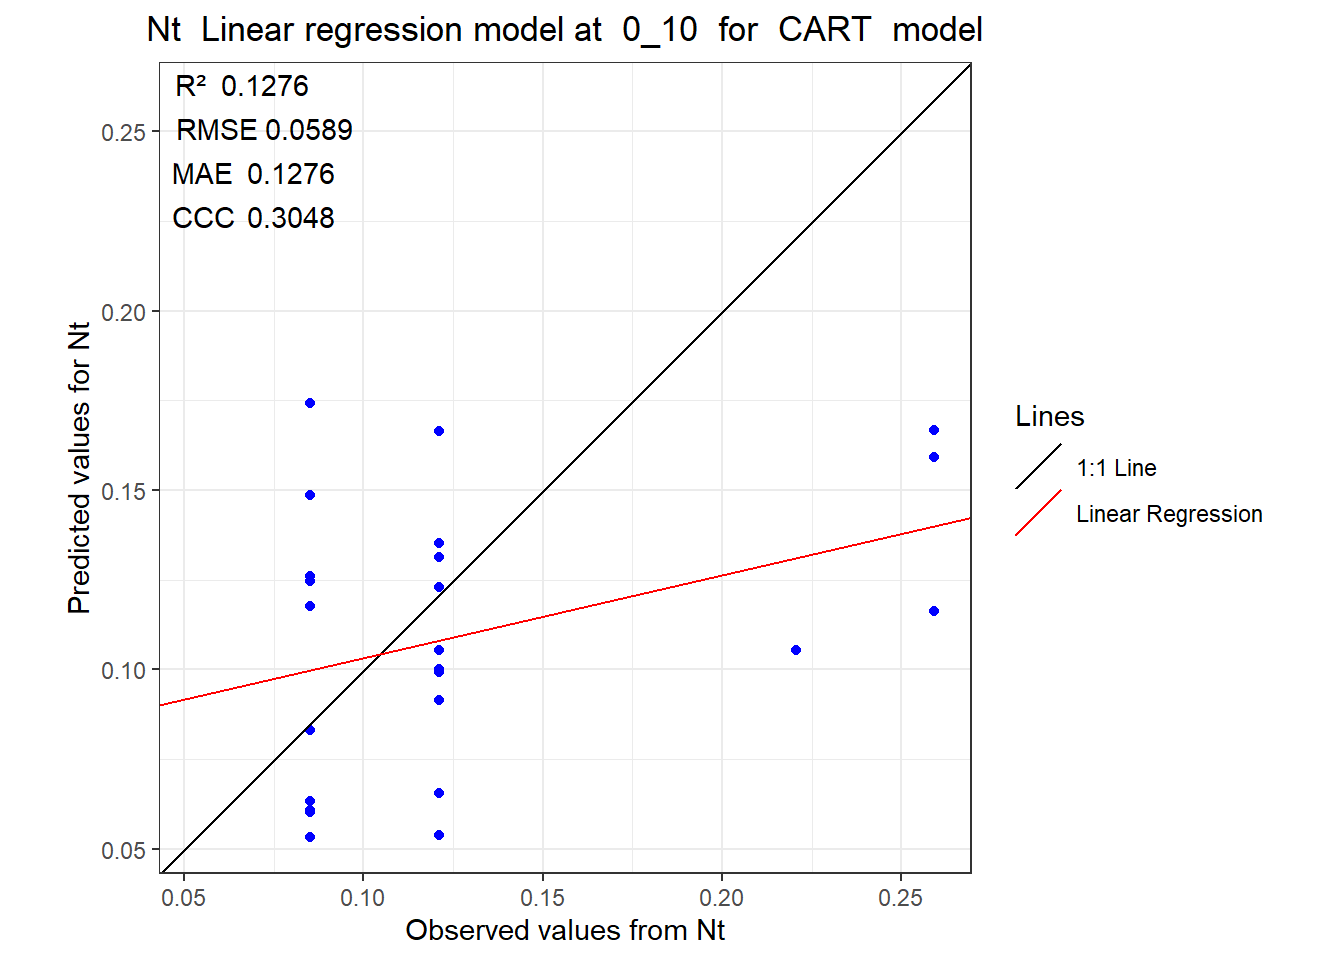 Nt  Linear regression model at  0_10  for  CART  model
R²  0.1276
RMSE 0.0589
MAE  0.1276
CCC  0.3048
Predicted values for Nt
0.25
0.20
0.15
0.10
0.05
0.05 0.10 0.15 0.20 0.25
Observed values from Nt
Lines
1:1 Line
Linear Regression